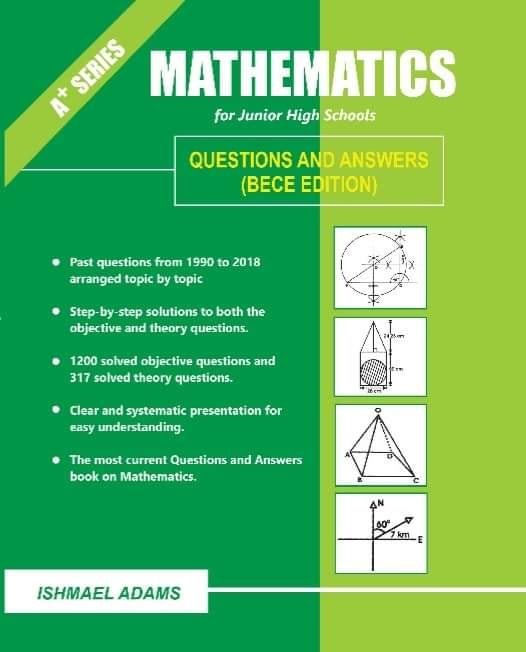 A+ SERIES
MATHEMATICS
for Junior High Schools
QUESTIONS AND ANSWERS
(BECE EDITION)
Past questions from 1990 to 2018
arranged topic by topic
Step-by-step solutions to both the
objective and theory questions.
1200 solved objective questions and
317 solved theory questions.
Clear and systematic presentation for
easy understanding.
The most current Questions and Answers
book on Mathematics.
28 cm
O
A
D
B
C
N
60°
7 km
E
ISHMAEL ADAMS